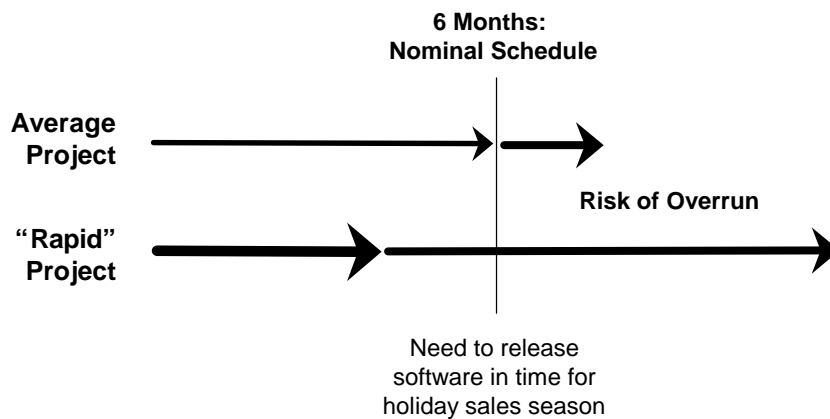 6 Months:
Nominal Schedule
Average
Project
Risk of Overrun
“Rapid”
Project
Need to release
software in time for
holiday sales season